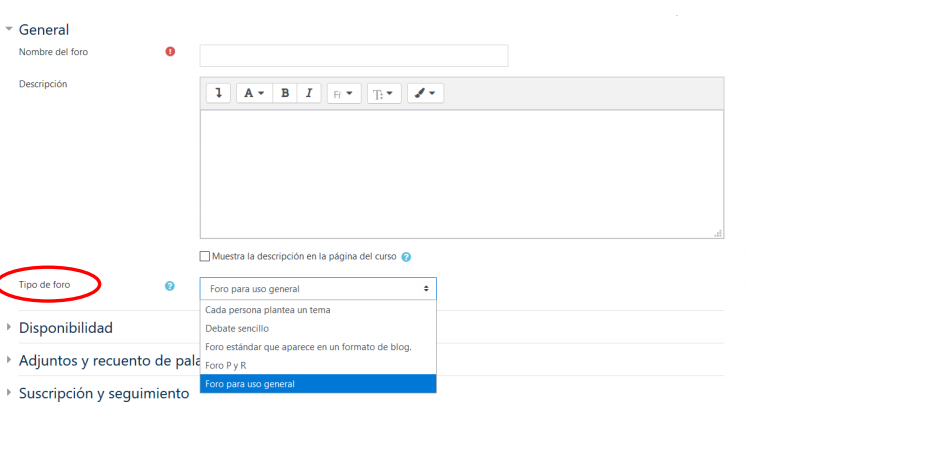 General
Nombre del foro
Descripción
A B I
Muestra la descripción en la página del curso
Tipo de foro
Foro para uso general
Cada persona plantea un tema
Debate sencillo
Foro estándar que aparece en un formato de blog.
Foro P y R
Foro para uso general
Disponibilidad
Adjuntos y recuento de pala
Suscripción y seguimiento